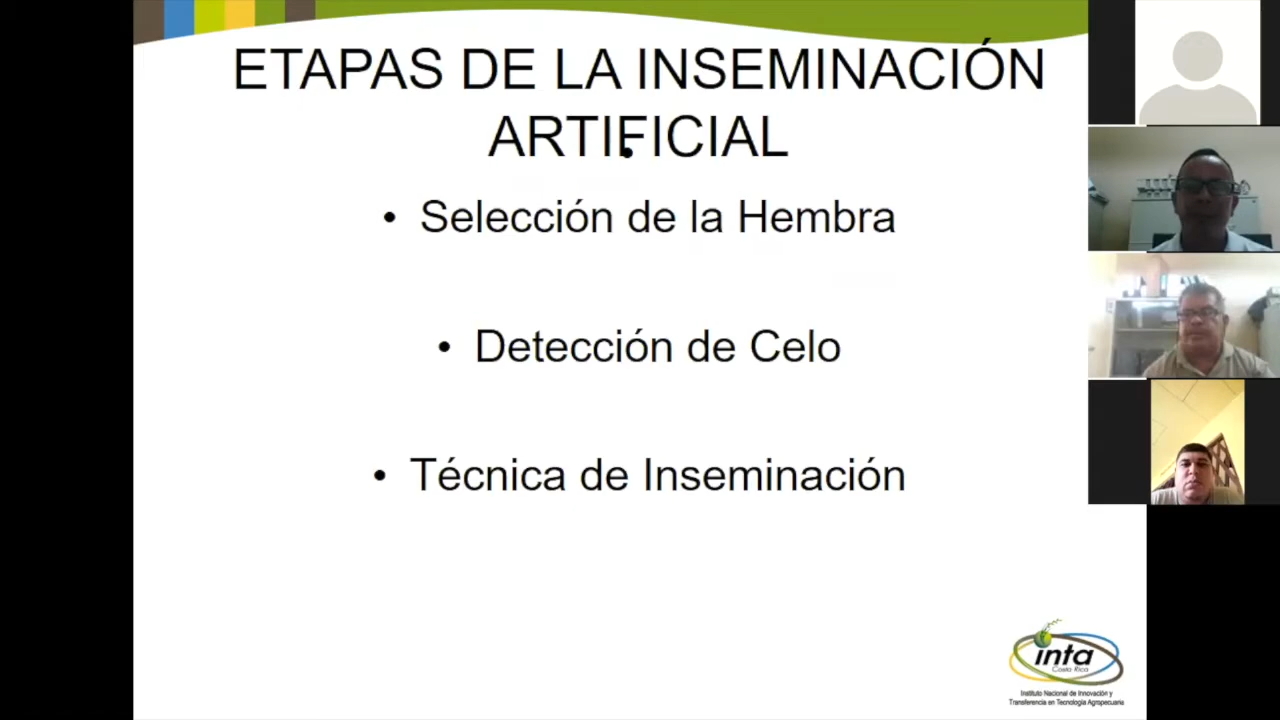 ETAPAS DE LA INSEMINACIÓN
ARTIFICIAL
• Selección de la Hembra
• Detección de Celo
• Técnica de Inseminación
inta
Costa Rica
Instituto Nacional de Innovación y
Transferencia en Tecnología Agropecuaria